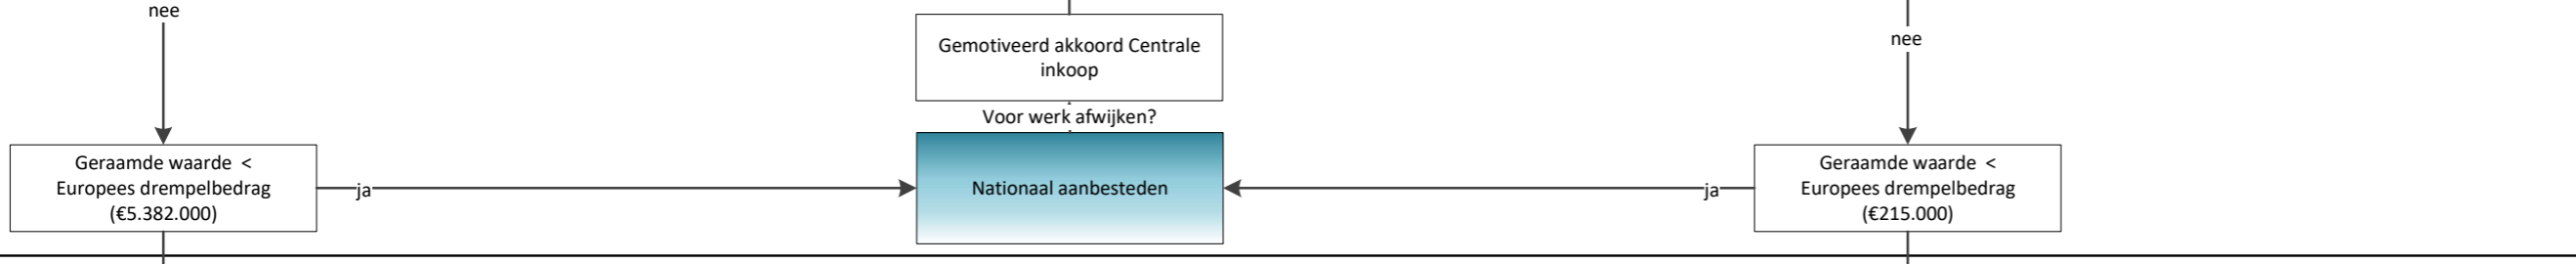 nee
Gemotiveerd akkoord Centrale
inkoop
nee
Voor werk afwijken?
Geraamde waarde <
Europees drempelbedrag
(€5.382.000)
ja
Nationaal aanbesteden
ja
Geraamde waarde <
Europees drempelbedrag
(€215.000)